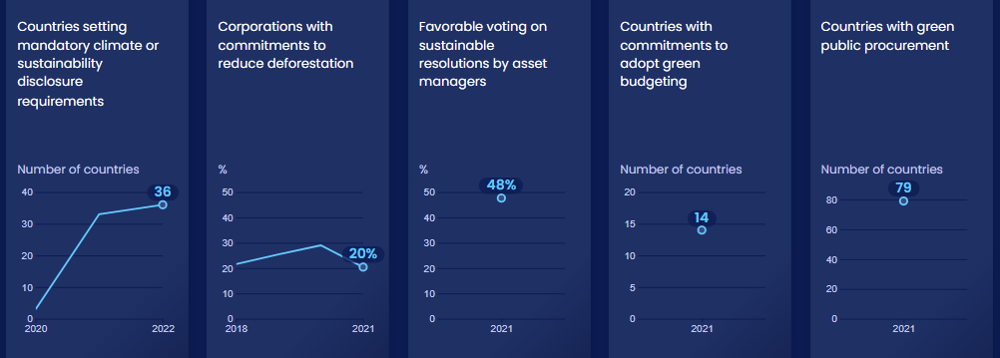 Countries setting
mandatory climate or
sustainability
disclosure
requirements
Number of countries
40
30
20
10
0
36
2020
2022
Corporations with
commitments to
reduce deforestation
%
50
40
30
20
10
0
20%
2018
2021
Favorable voting on
sustainable
resolutions by asset
managers
%
50
40
30
20
10
0
48%
2021
Countries with
commitments to
adopt green
budgeting
Number of countries
20
15
10
5
0
14
2021
Countries with green
public procurement
Number of countries
80
60
40
20
0
79
2021